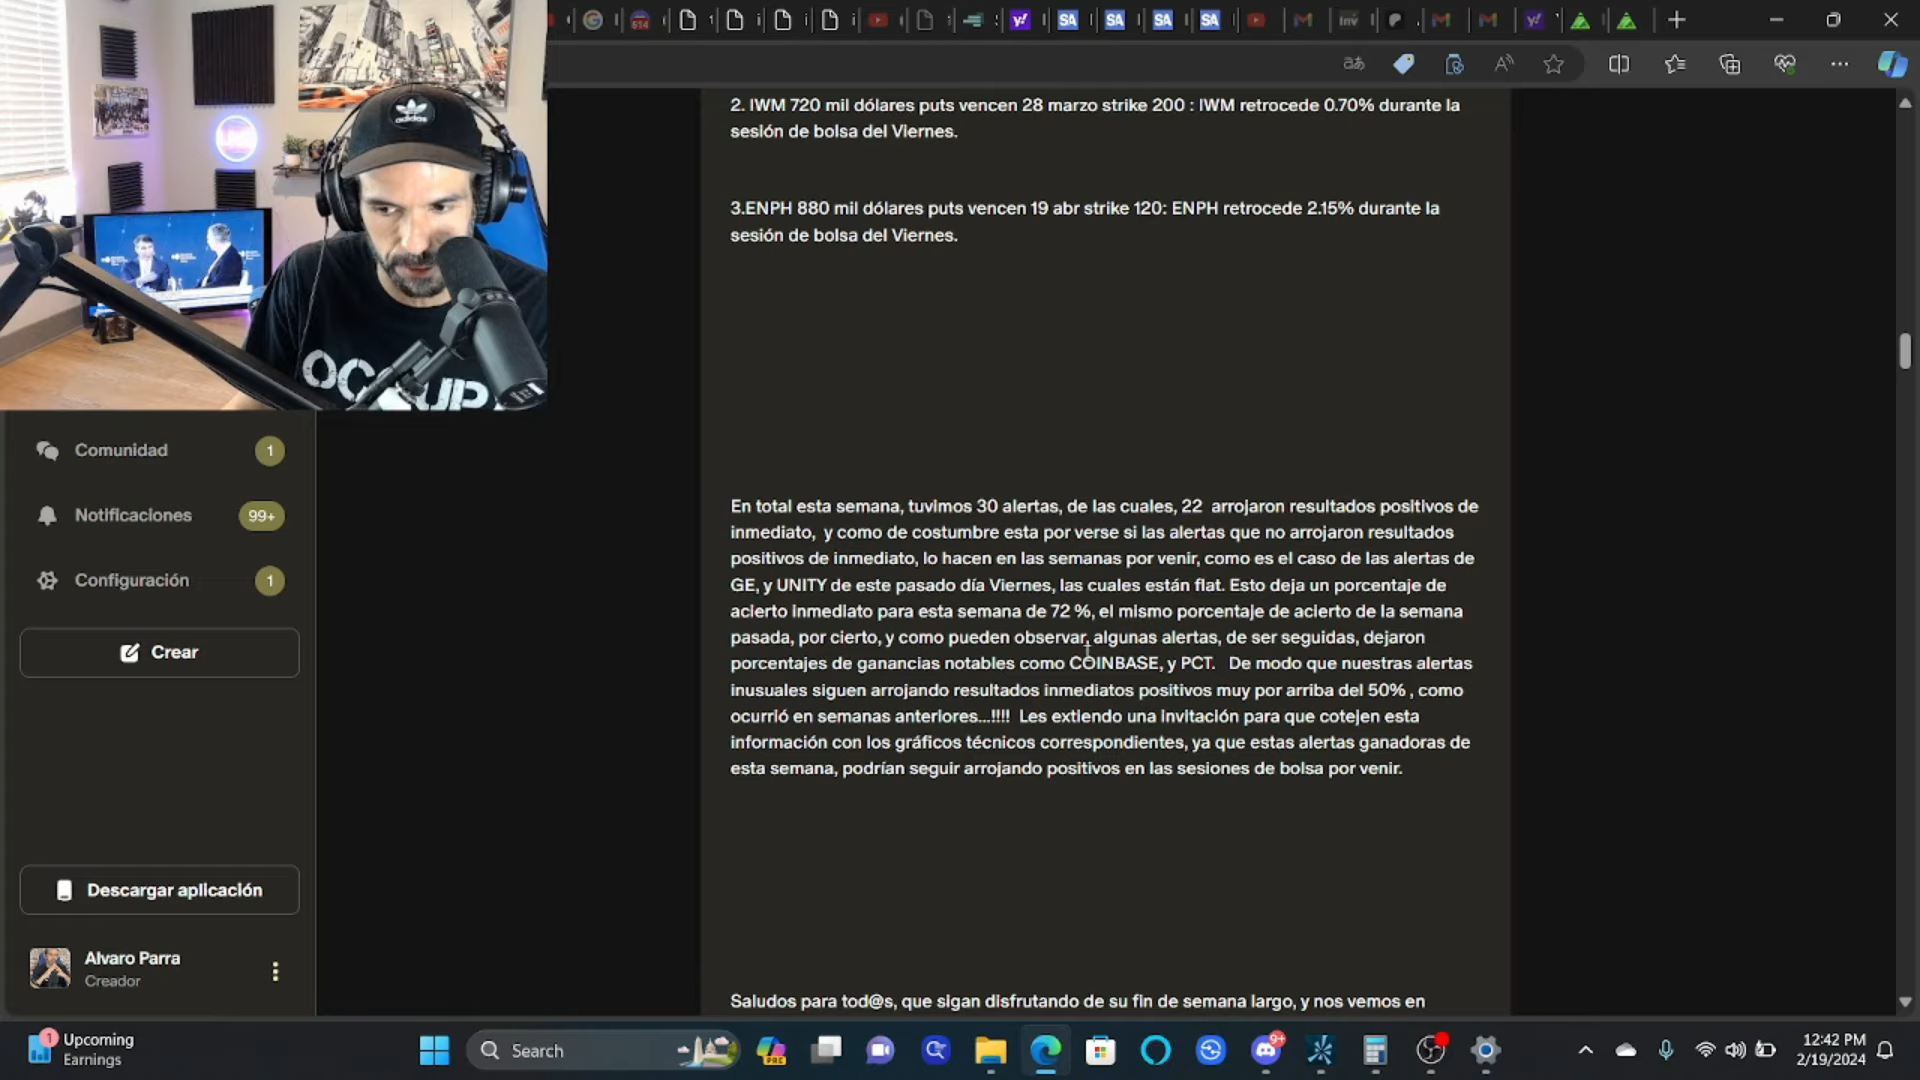 2. IWM 720 mil dólares puts vencen 28 marzo strike 200 : IWM retrocede 0.70% durante la
sesión de bolsa del Viernes.
3.ENPH 880 mil dólares puts vencen 19 abr strike 120: ENPH retrocede 2.15% durante la
sesión de bolsa del Viernes.
adidas
Comunidad
1
Notificaciones
99+
Configuración
1
Crear
En total esta semana, tuvimos 30 alertas, de las cuales, 22 arrojaron resultados positivos de
inmediato, y como de costumbre esta por verse si las alertas que no arrojaron resultados
positivos de inmediato, lo hacen en las semanas por venir, como es el caso de las alertas de
GE, y UNITY de este pasado día Viernes, las cuales están flat. Esto deja un porcentaje de
acierto inmediato para esta semana de 72 %, el mismo porcentaje de acierto de la semana
pasada, por cierto, y como pueden observar, algunas alertas, de ser seguidas, dejaron
porcentajes de ganancias notables como COINBASE, y PCT. De modo que nuestras alertas
inusuales siguen arrojando resultados inmediatos positivos muy por arriba del 50% , como
ocurrió en semanas anteriores...!!!! Les extiendo una invitación para que cotejen esta
información con los gráficos técnicos correspondientes, ya que estas alertas ganadoras de
esta semana, podrían seguir arrojando positivos en las sesiones de bolsa por venir.
Descargar aplicación
Alvaro Parra
Creador
Saludos para tod@s, que sigan disfrutando de su fin de semana largo, y nos vemos en
1
Upcoming
Earnings
Search
PRE
9+
12:42 PM
2/19/2024